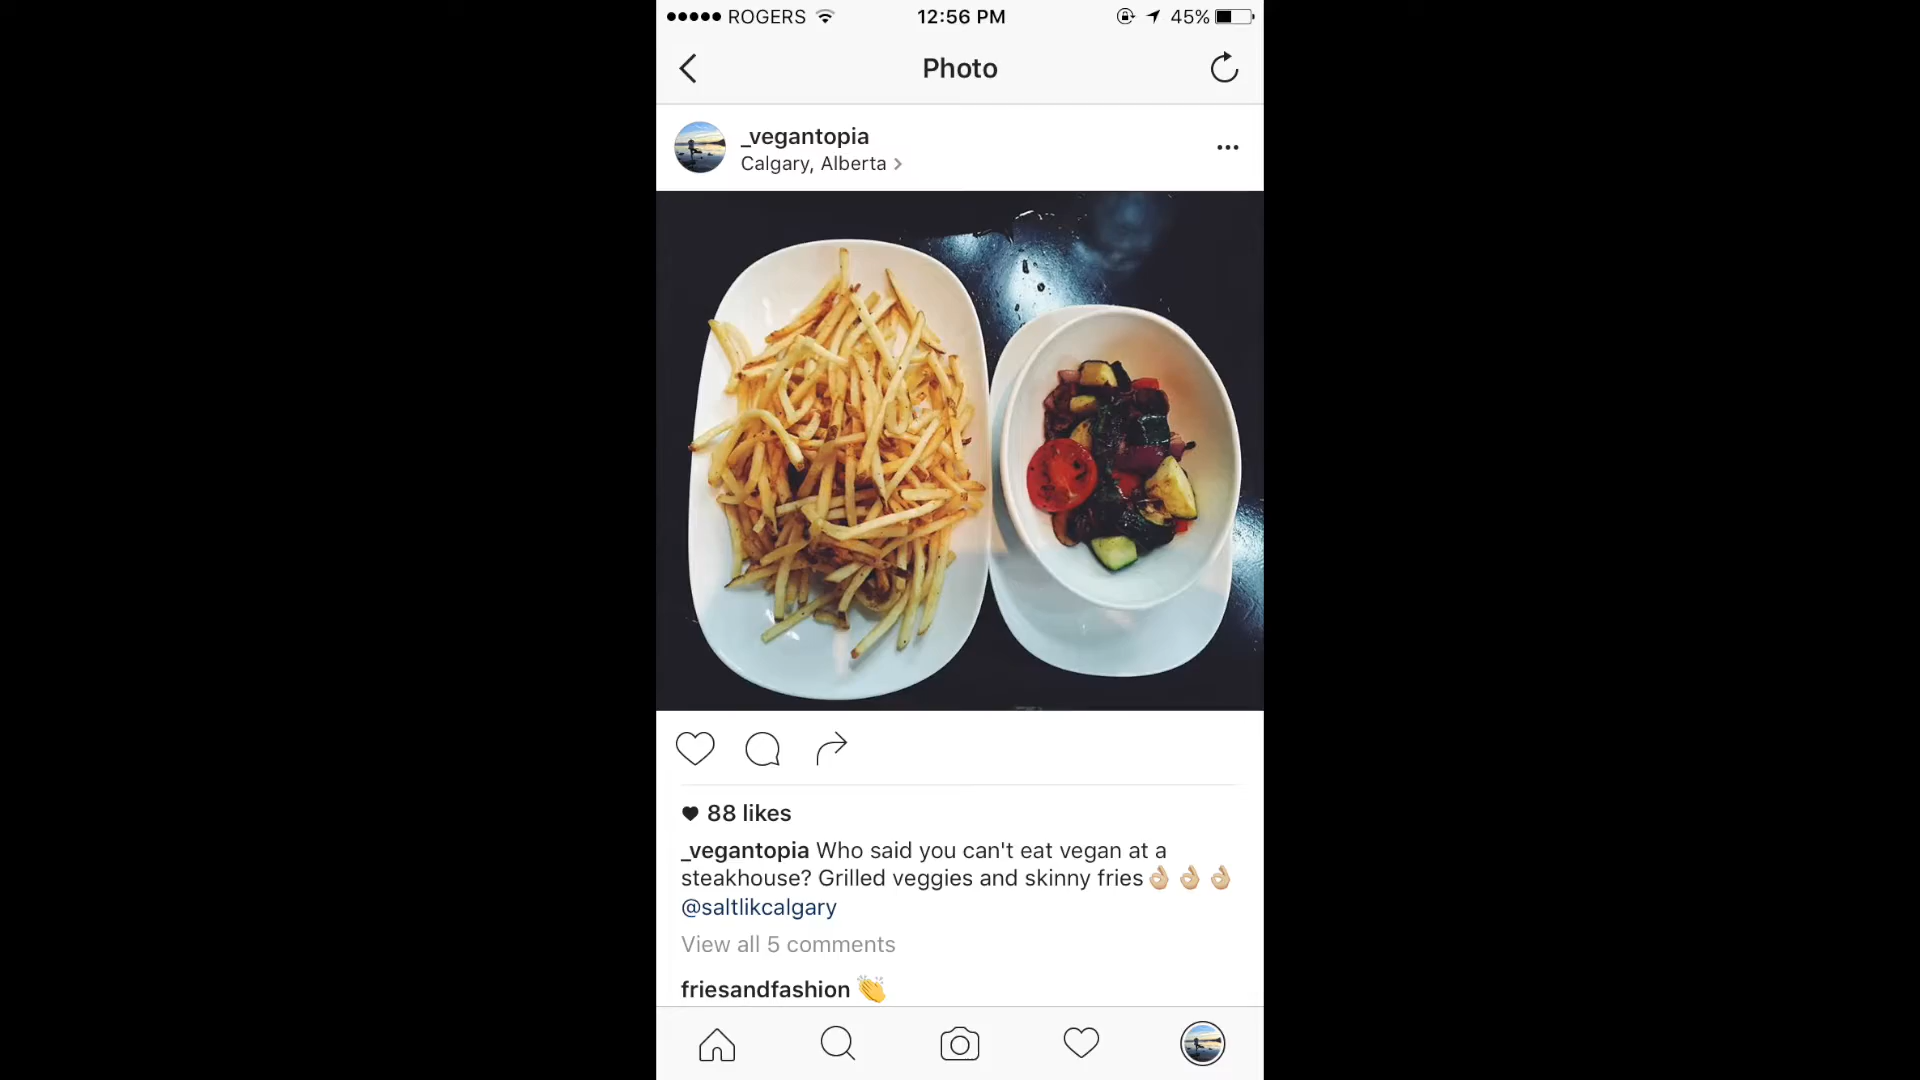 ROGERS 12:56 PM 45%
Photo
_vegantopia
Calgary, Alberta
88 likes
_vegantopia Who said you can't eat vegan at a
steakhouse? Grilled veggies and skinny fries👌🏼👌🏼👌🏼
@saltlikcalgary
View all 5 comments
friesandfashion 👏